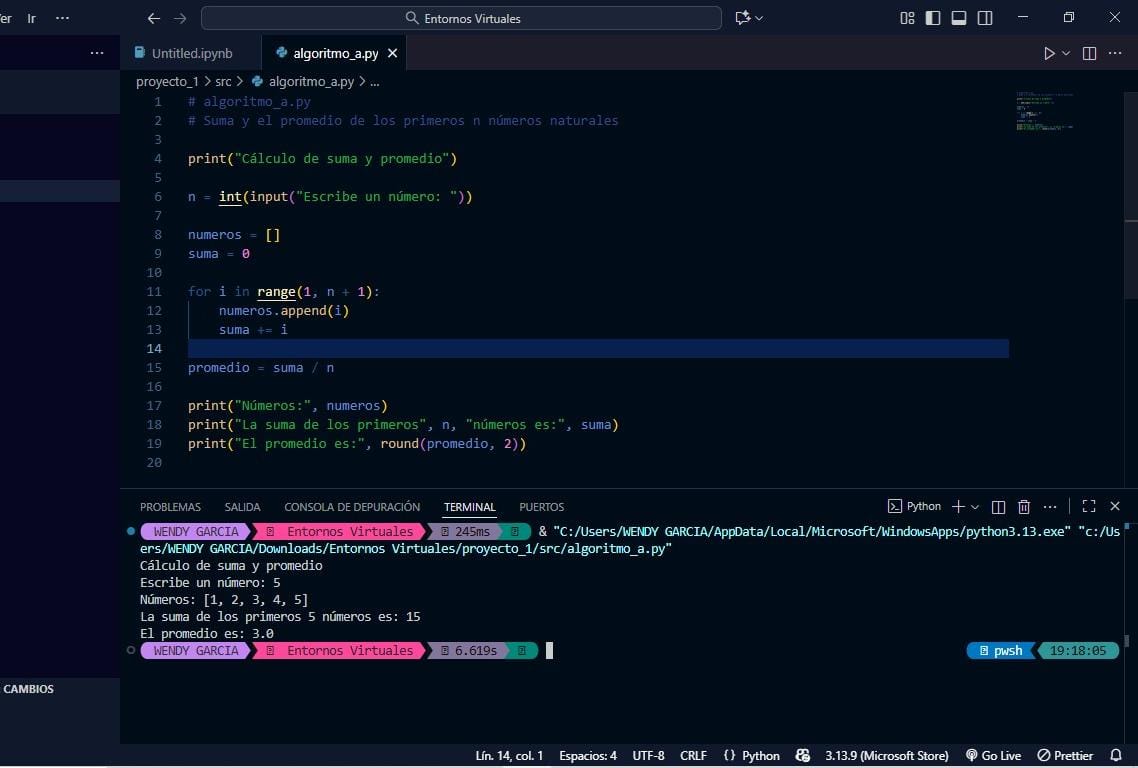 er Ir ···
Entornos Virtuales
Untitled.ipynb algoritmo_a.py
proyecto_1 > src > algoritmo_a.py > ...
1 # algoritmo_a.py
2 # Suma y el promedio de los primeros n números naturales
3
4 print("Cálculo de suma y promedio")
5
6 n = int(input("Escribe un número: "))
7
8 numeros = []
9 suma = 0
10
11 for i in range(1, n + 1):
12     numeros.append(i)
13     suma += i
14
15 promedio = suma / n
16
17 print("Números:", numeros)
18 print("La suma de los primeros", n, "números es:", suma)
19 print("El promedio es:", round(promedio, 2))
20
PROBLEMAS SALIDA CONSOLA DE DEPURACIÓN TERMINAL PUERTOS Python
WENDY GARCIA Entornos Virtuales 245ms & "C:/Users/WENDY GARCIA/AppData/Local/Microsoft/WindowsApps/python3.13.exe" "c:/Us
ers/WENDY GARCIA/Downloads/Entornos Virtuales/proyecto_1/src/algoritmo_a.py"
Cálculo de suma y promedio
Escribe un número: 5
Números: [1, 2, 3, 4, 5]
La suma de los primeros 5 números es: 15
El promedio es: 3.0
WENDY GARCIA Entornos Virtuales 6.619s pwsh 19:18:05
CAMBIOS
Lín. 14, col. 1 Espacios: 4 UTF-8 CRLF {} Python 3.13.9 (Microsoft Store) Go Live Prettier